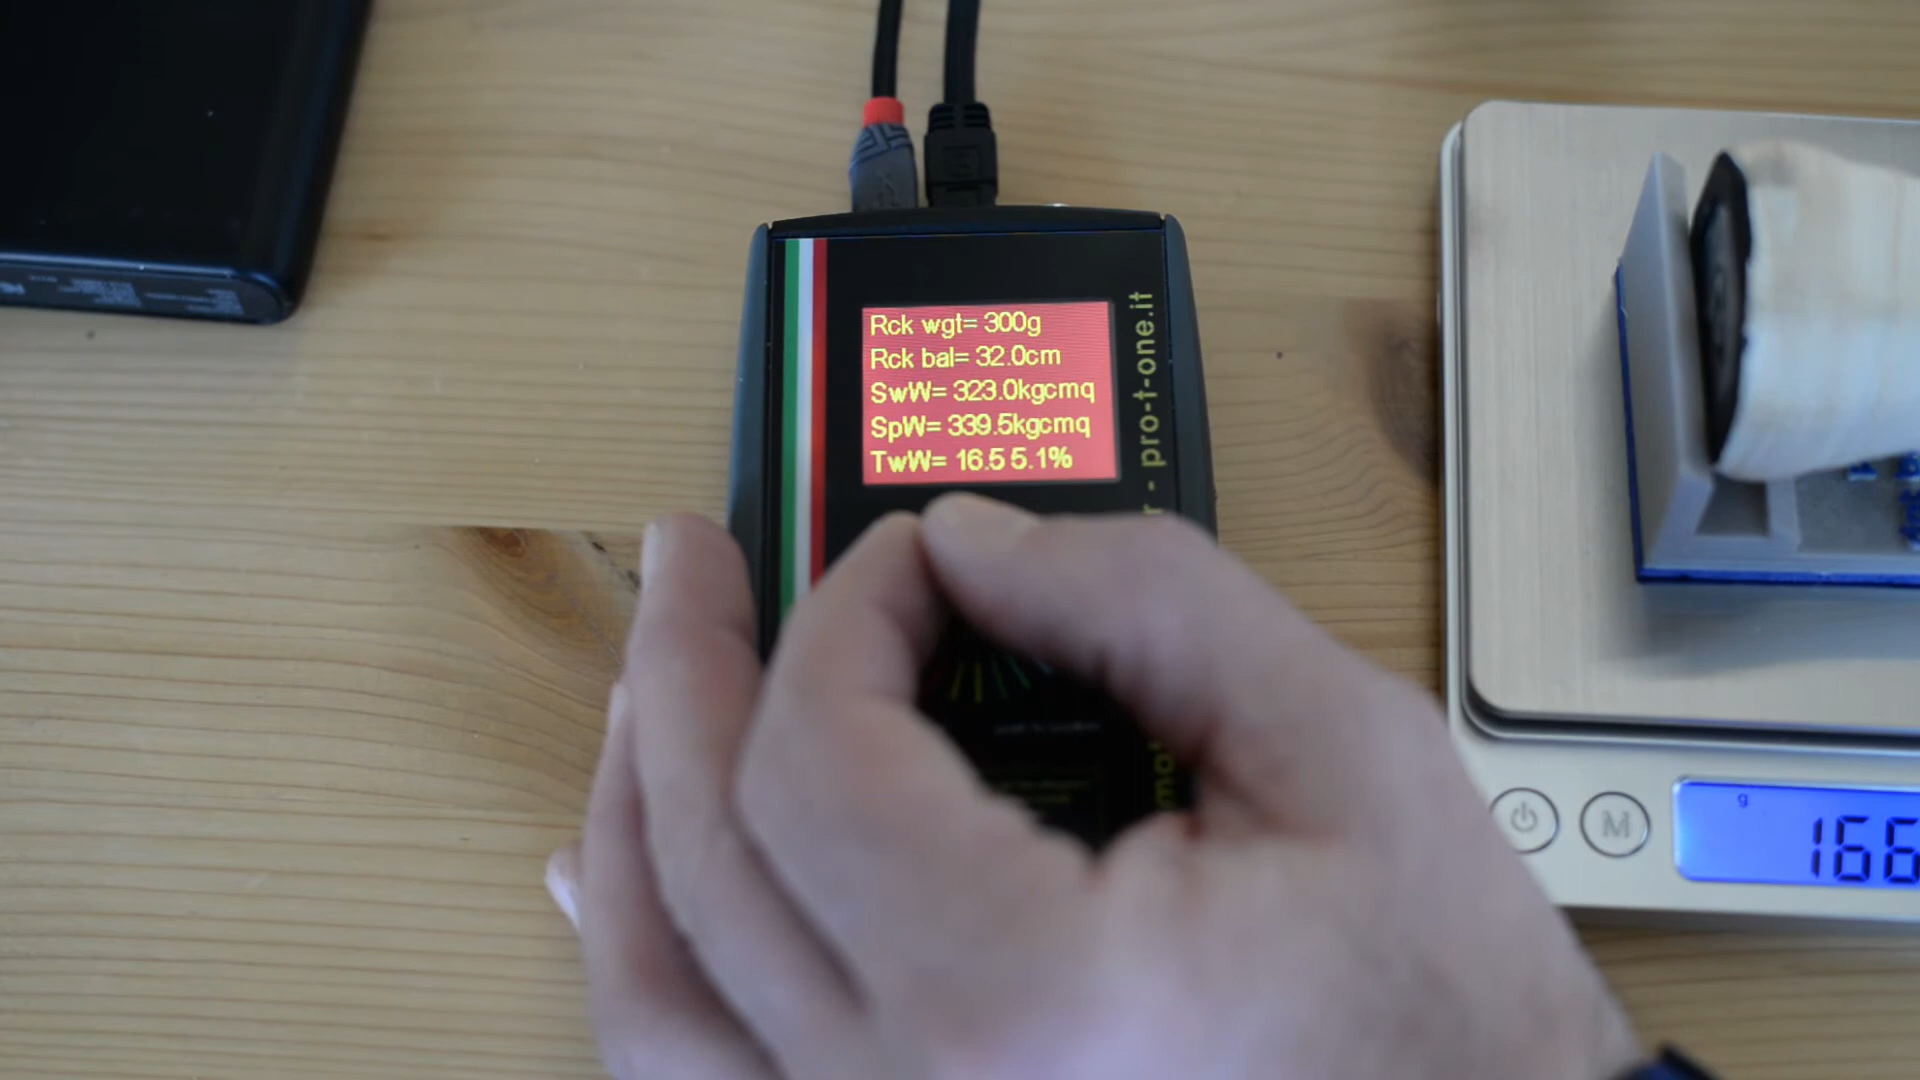 Rck wgt= 300g
Rck bal= 32.0cm
SwW= 323.0kgcmq
SpW= 339.5kgcmq
TwW= 16.5 5.1%
r - pro-t-one.it
M
g
166